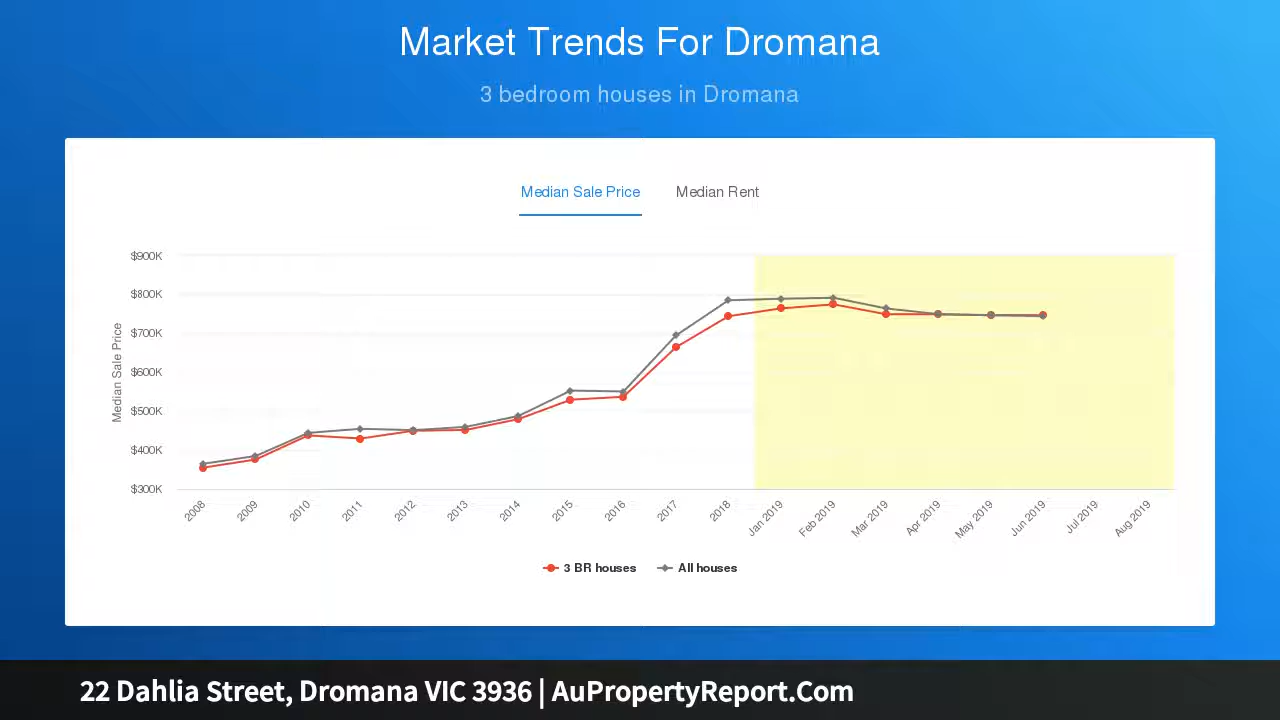 Market Trends For Dromana
3 bedroom houses in Dromana
Median Sale Price
Median Rent
Median Sale Price
$900K
$800K
$700K
$600K
$500K
$400K
$300K
2008
2009
2010
2011
2012
2013
2014
2015
2016
2017
2018
Jan 2019
Feb 2019
Mar 2019
Apr 2019
May 2019
Jun 2019
Jul 2019
Aug 2019
3 BR houses
All houses
22 Dahlia Street, Dromana VIC 3936 | AuPropertyReport.Com